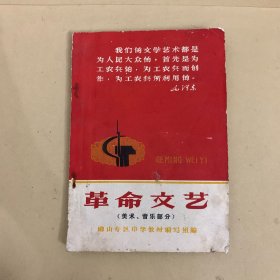 我们的文学艺术都是
为人民大众的，首先是为
工农兵的，为工农兵而创
作，为工农兵所利用的。
毛泽东
GEMING WENYI
革命文艺
（美术、音乐部分）
佛山专区中学教材编写组编